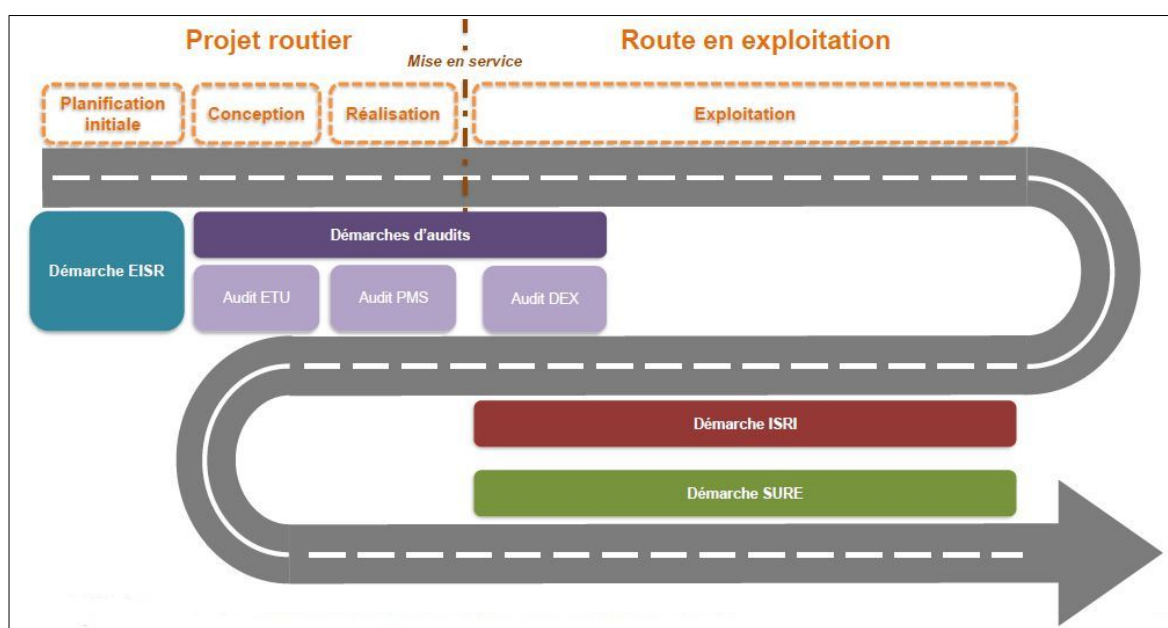 Projet routier
Route en exploitation
Mise en service
Planification
initiale
Conception
Réalisation
Exploitation
Démarche EISR
Démarches d'audits
Audit ETU
Audit PMS
Audit DEX
Démarche ISRI
Démarche SURE